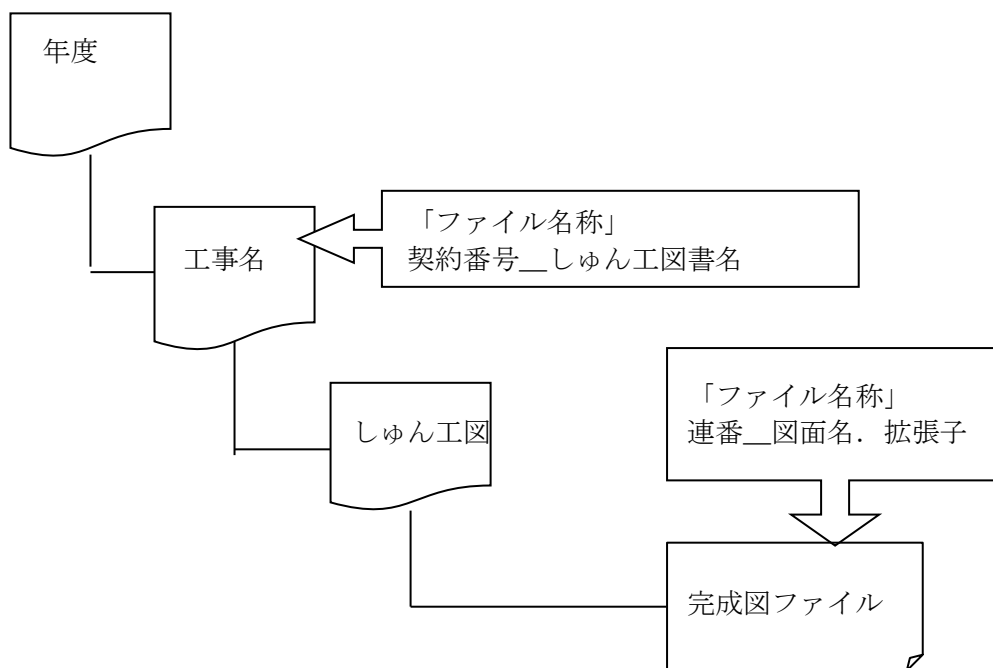 年度
「ファイル名称」
契約番号__しゅん工図書名
工事名
「ファイル名称」
連番__図面名．拡張子
しゅん工図
完成図ファイル